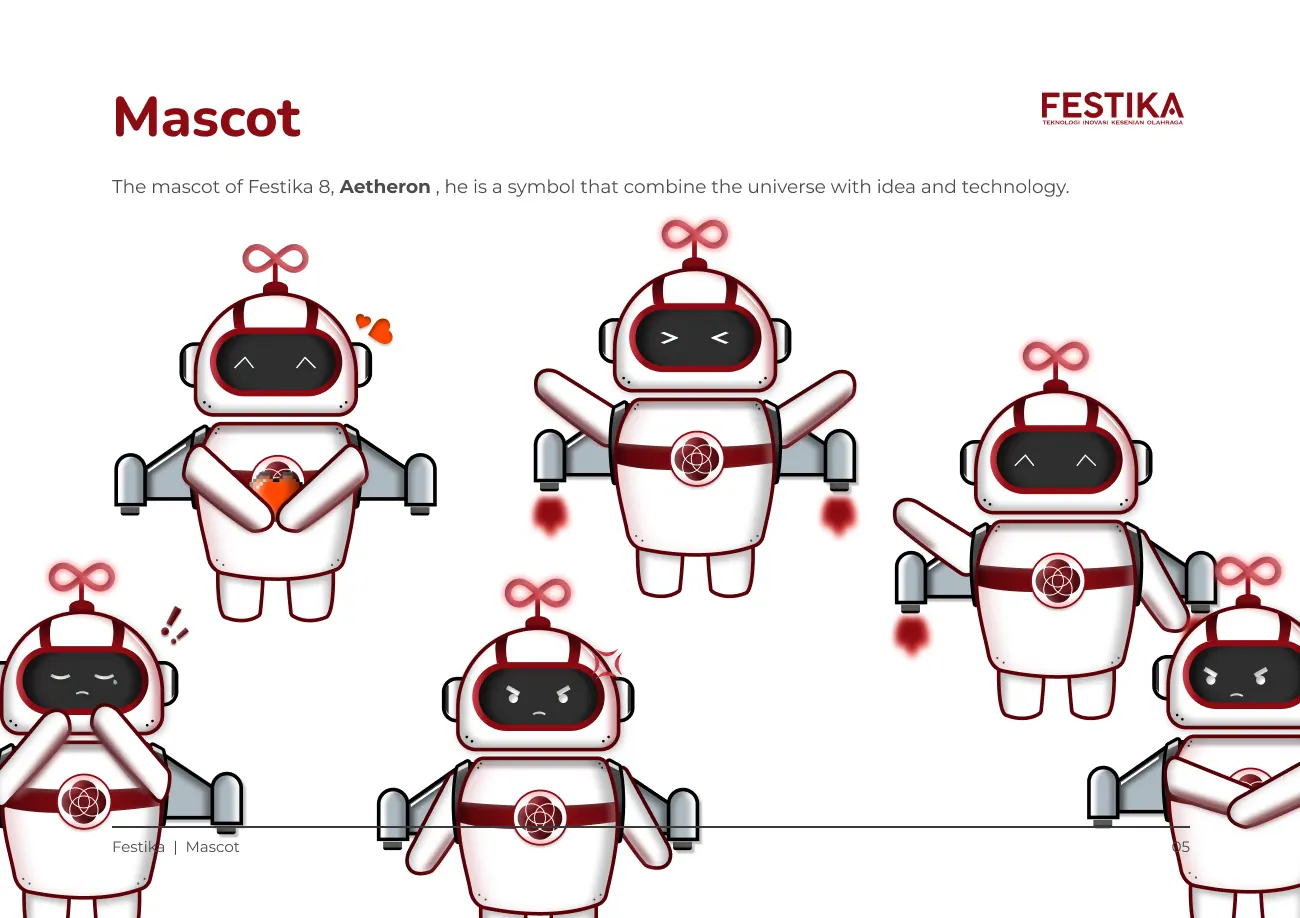 Mascot
FESTIKA
TEKNOLOGI INOVASI KESENIAN OLAHRAGA
The mascot of Festika 8, Aetheron , he is a symbol that combine the universe with idea and technology.
Festika | Mascot
05